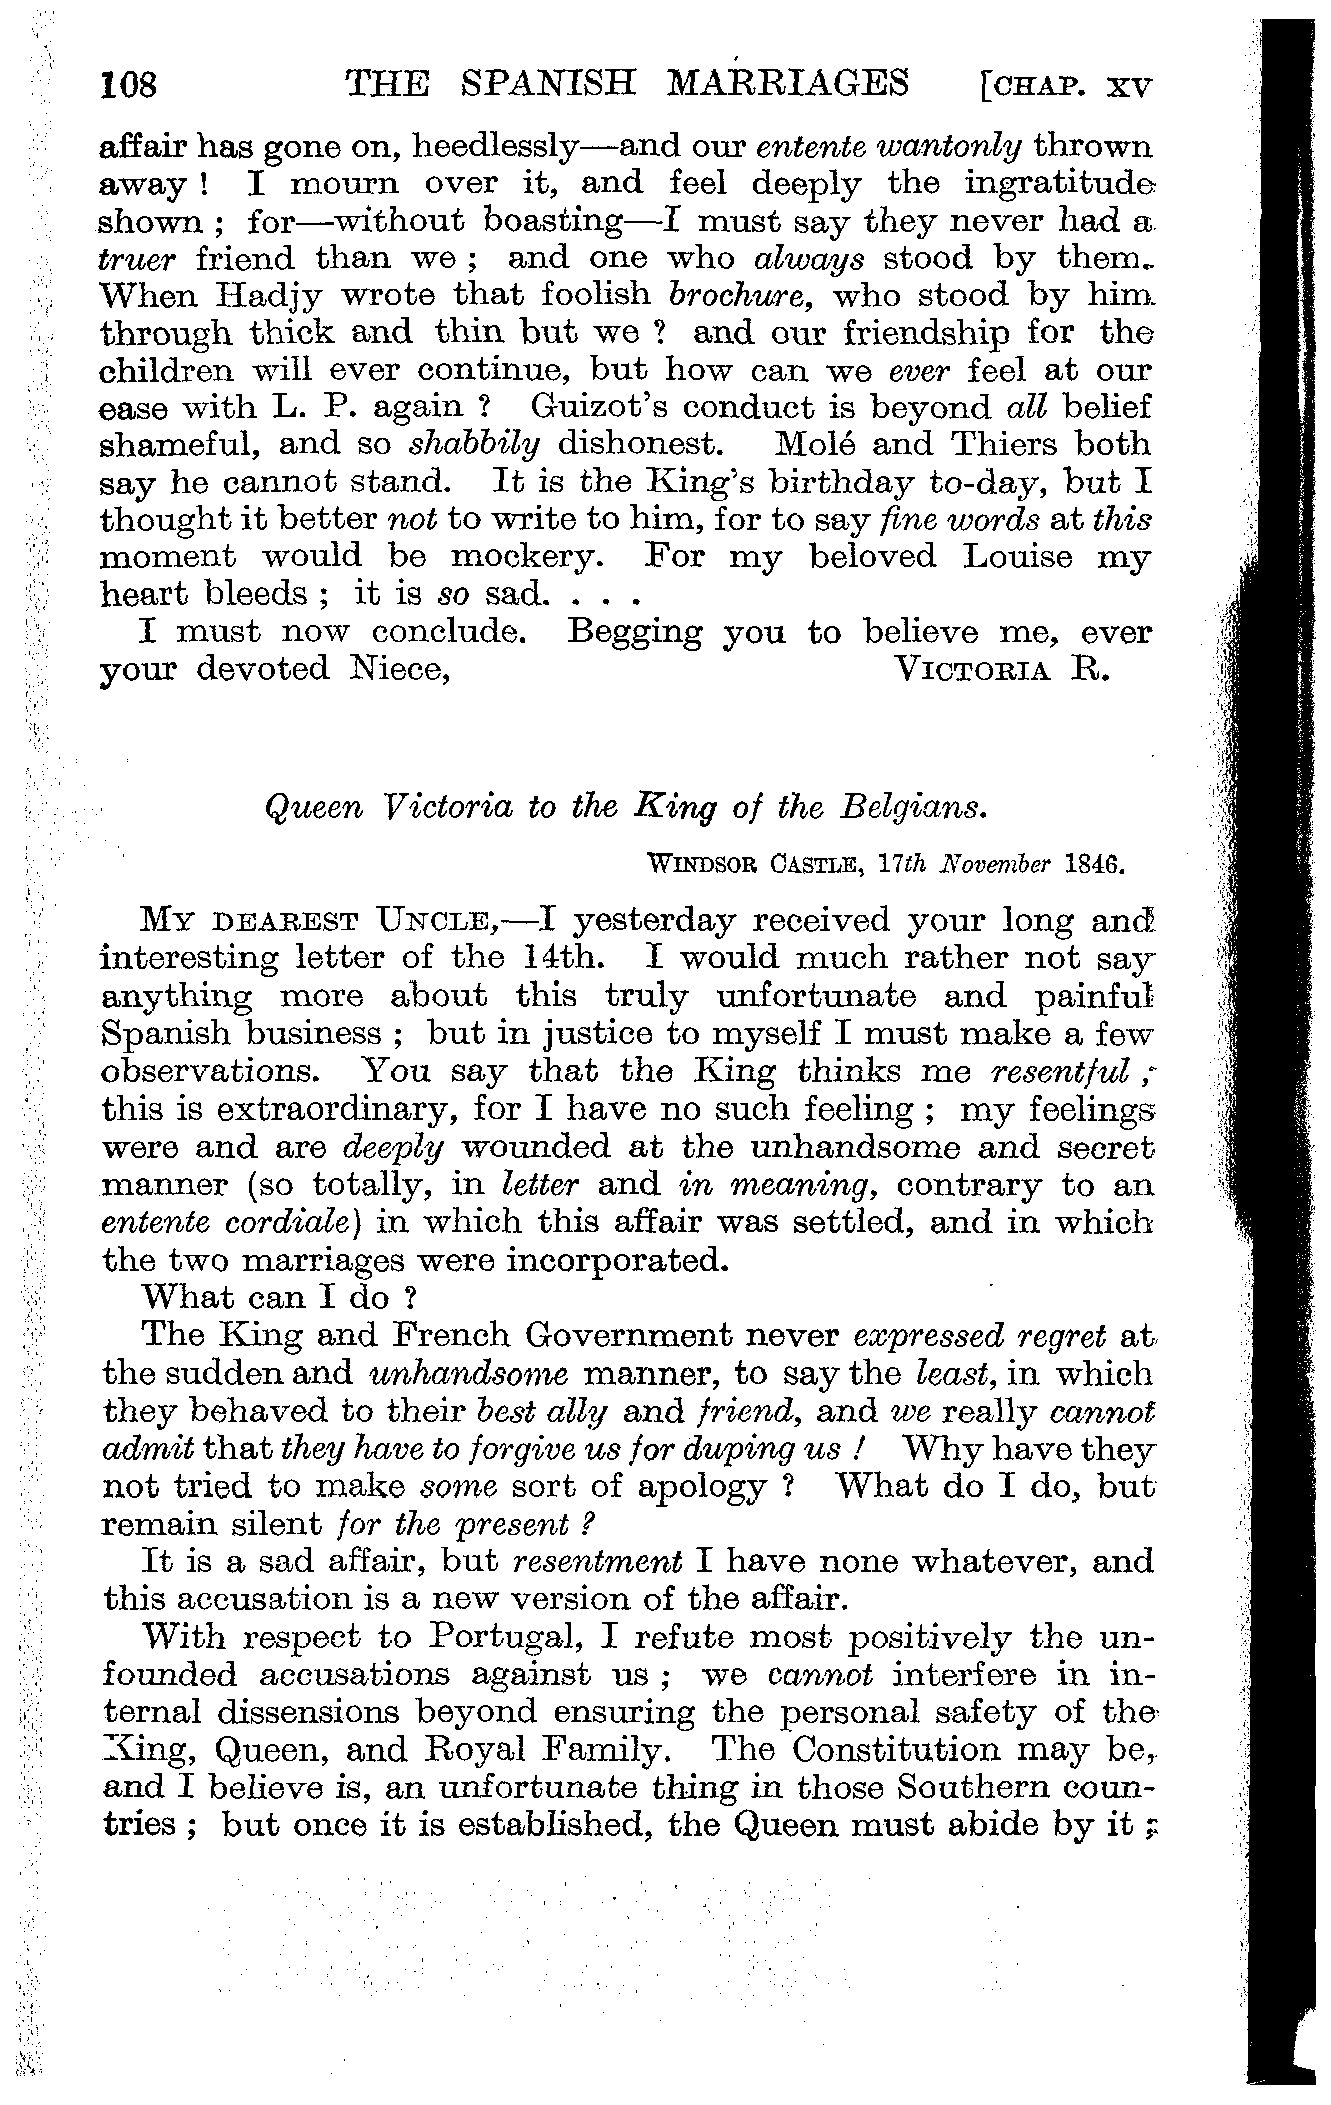 108 THE SPANISH MARRIAGES [CHAP. XV
affair has gone on, heedlessly—and our entente wantonly thrown
away ! I mourn over it, and feel deeply the ingratitude
shown ; for—without boasting—I must say they never had a
truer friend than we ; and one who always stood by them.
When Hadjy wrote that foolish brochure, who stood by him
through thick and thin but we ? and our friendship for the
children will ever continue, but how can we ever feel at our
ease with L. P. again ? Guizot's conduct is beyond all belief
shameful, and so shabbily dishonest. Molé and Thiers both
say he cannot stand. It is the King's birthday to-day, but I
thought it better not to write to him, for to say fine words at this
moment would be mockery. For my beloved Louise my
heart bleeds ; it is so sad. . . .
I must now conclude. Begging you to believe me, ever
your devoted Niece, VICTORIA R.
Queen Victoria to the King of the Belgians.
WINDSOR CASTLE, 17th November 1846.
MY DEAREST UNCLE,—I yesterday received your long and
interesting letter of the 14th. I would much rather not say
anything more about this truly unfortunate and painful
Spanish business ; but in justice to myself I must make a few
observations. You say that the King thinks me resentful ;
this is extraordinary, for I have no such feeling ; my feelings
were and are deeply wounded at the unhandsome and secret
manner (so totally, in letter and in meaning, contrary to an
entente cordiale) in which this affair was settled, and in which
the two marriages were incorporated.
What can I do ?
The King and French Government never expressed regret at
the sudden and unhandsome manner, to say the least, in which
they behaved to their best ally and friend, and we really cannot
admit that they have to forgive us for duping us ! Why have they
not tried to make some sort of apology ? What do I do, but
remain silent for the present ?
It is a sad affair, but resentment I have none whatever, and
this accusation is a new version of the affair.
With respect to Portugal, I refute most positively the un-
founded accusations against us ; we cannot interfere in in-
ternal dissensions beyond ensuring the personal safety of the
King, Queen, and Royal Family. The Constitution may be,
and I believe is, an unfortunate thing in those Southern coun-
tries ; but once it is established, the Queen must abide by it ;